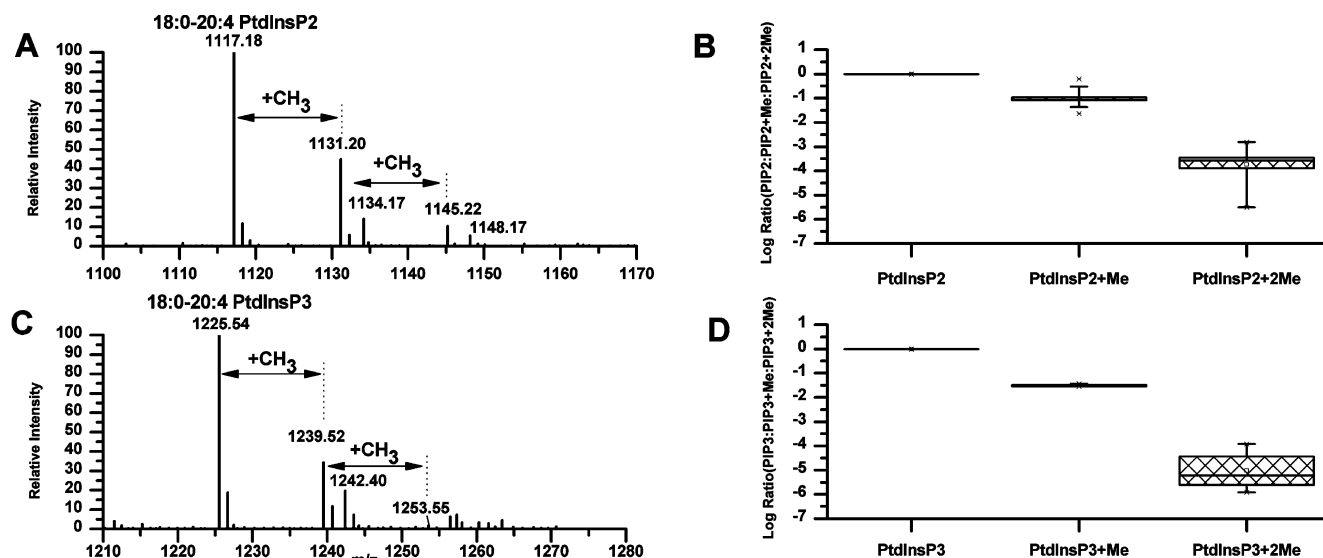 A
18:0-20:4 PtdInsP2
1117.18
+CH3
1131.20
+CH3
1134.17
1145.22
1148.17
Relative Intensity
100
90
80
70
60
50
40
30
20
10
0
1100 1110 1120 1130 1140 1150 1160 1170
B
Log Ratio(PIP2:PIP2+Me:PIP2+2Me)
1
0
-1
-2
-3
-4
-5
-6
-7
PtdInsP2 PtdInsP2+Me PtdInsP2+2Me
C
18:0-20:4 PtdInsP3
1225.54
+CH3
1239.52
+CH3
1242.40
1253.55
Relative Intensity
100
90
80
70
60
50
40
30
20
10
0
1210 1220 1230 1240 1250 1260 1270 1280
D
Log Ratio(PIP3:PIP3+Me:PIP3+2Me)
1
0
-1
-2
-3
-4
-5
-6
-7
PtdInsP3 PtdInsP3+Me PtdInsP3+2Me